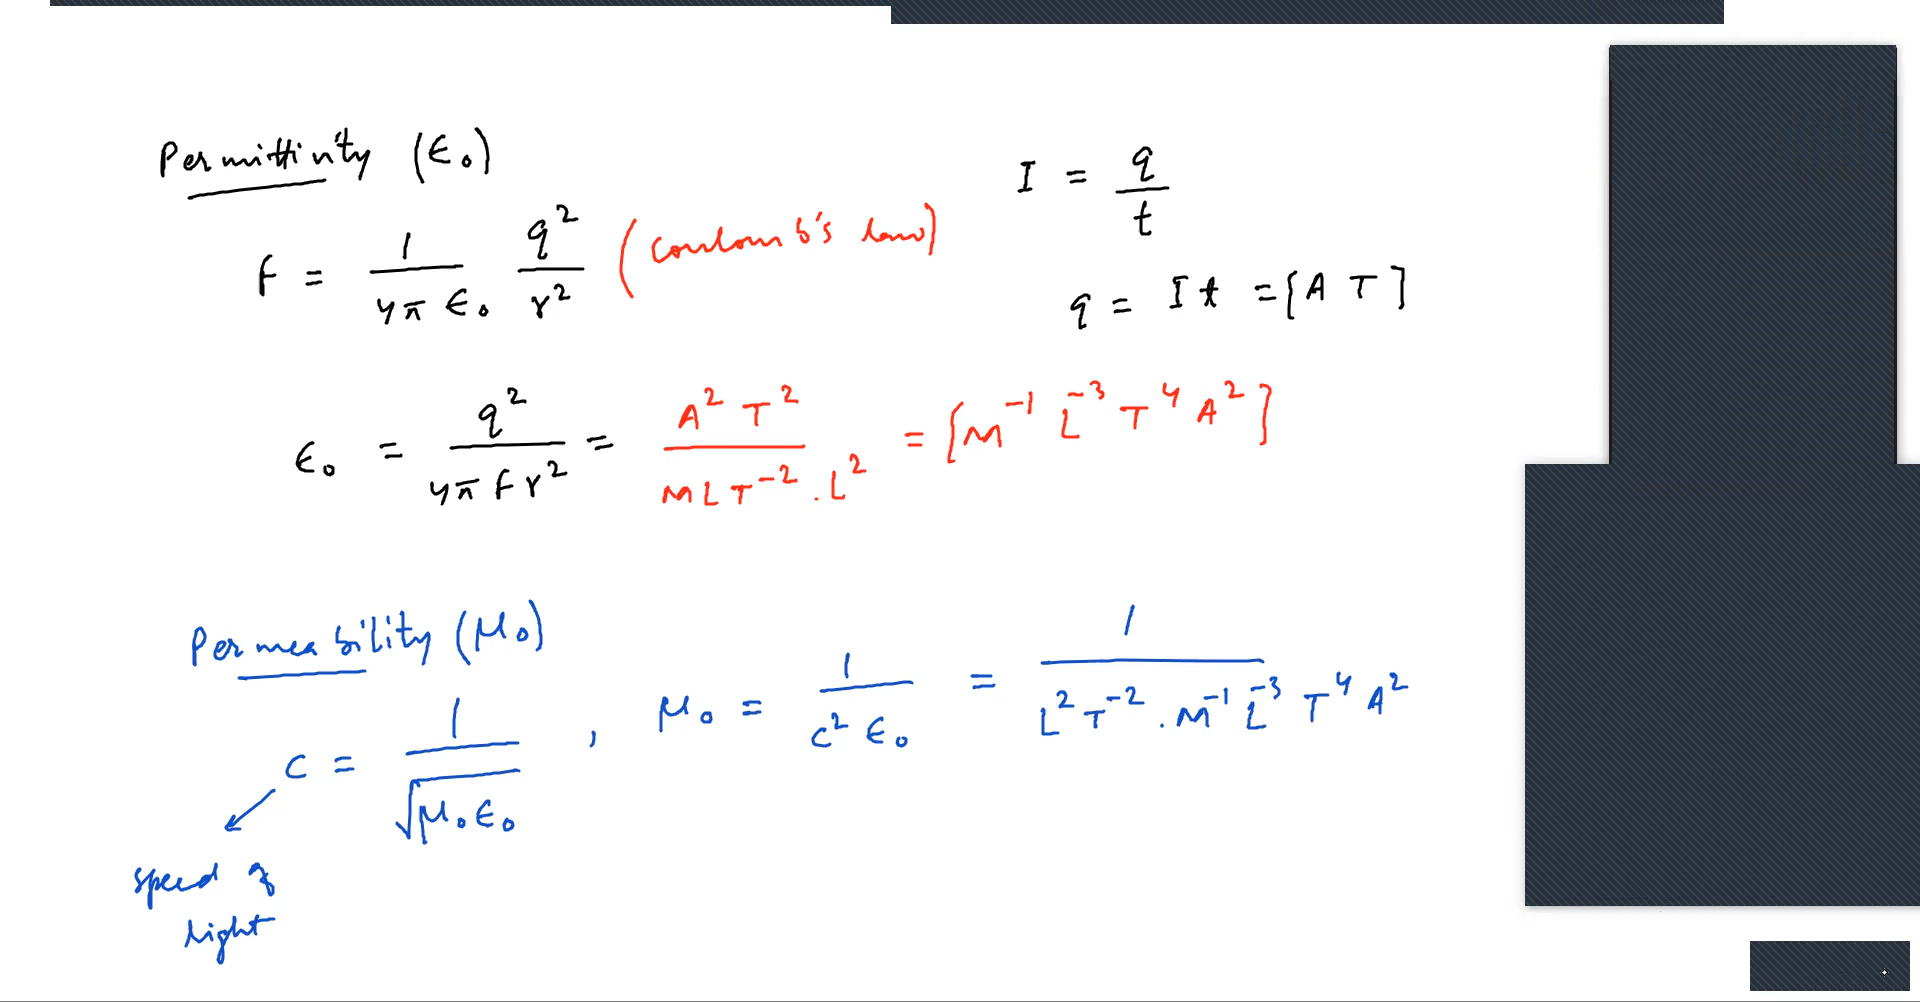 Permittivity (ε₀)
F = 1/(4π ε₀) q²/r² (Coulomb's law)
I = q/t
q = It = [A T]
ε₀ = q²/(4π F r²) = A² T²/(M L T⁻² . L²) = [M⁻¹ L⁻³ T⁴ A²]
Permeability (μ₀)
c = 1/√(μ₀ ε₀) , μ₀ = 1/(c² ε₀) = 1/(L² T⁻² . M⁻¹ L⁻³ T⁴ A²)
speed of
light